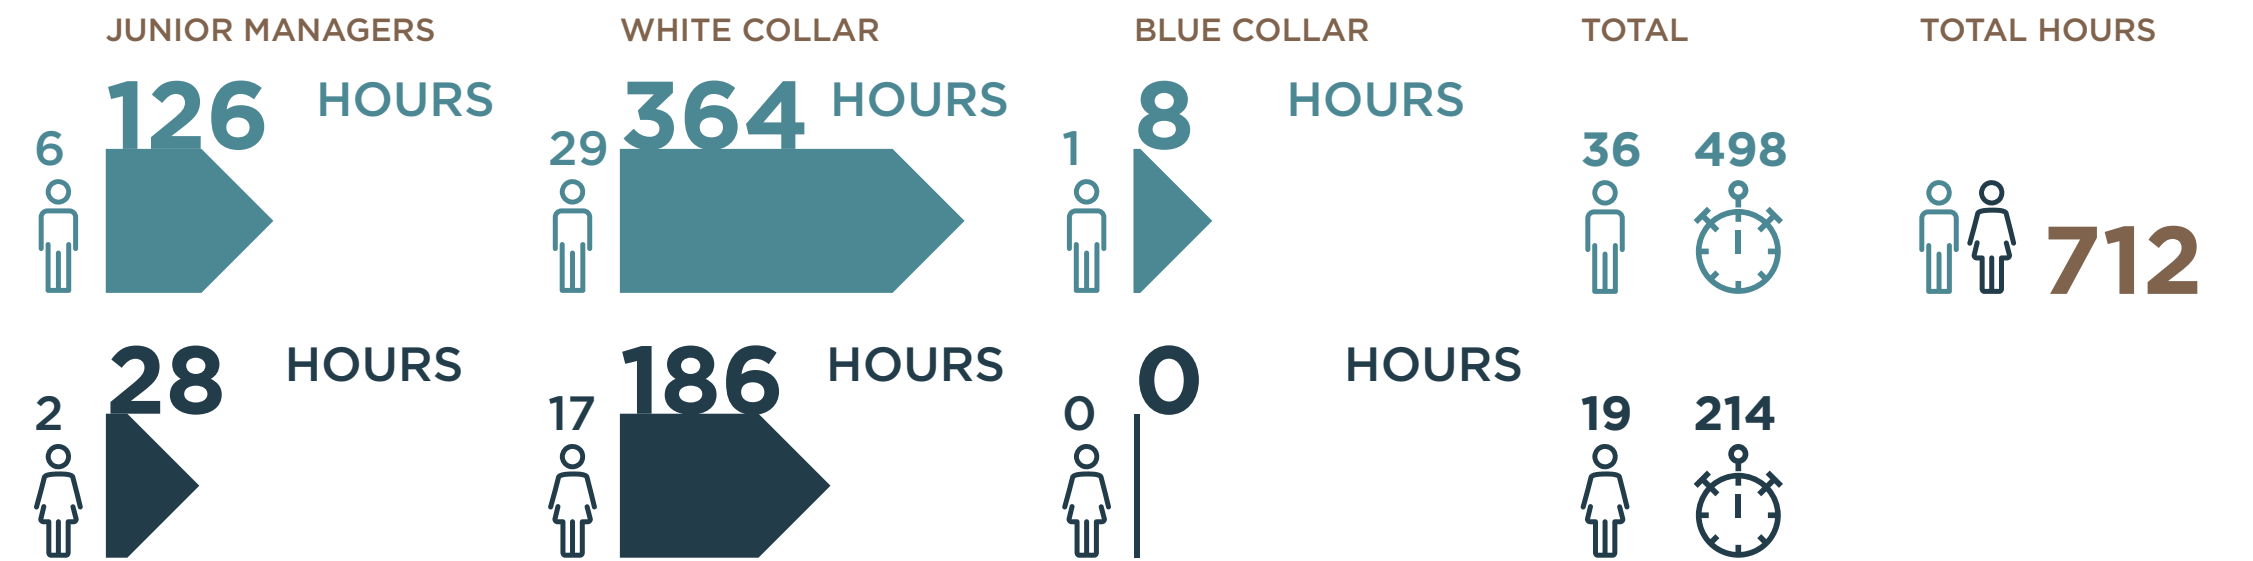 JUNIOR MANAGERS WHITE COLLAR BLUE COLLAR TOTAL TOTAL HOURS
126 HOURS 364 HOURS 8 HOURS
6 29 1 36 498
712
28 HOURS 186 HOURS 0 HOURS
2 17 0 19 214